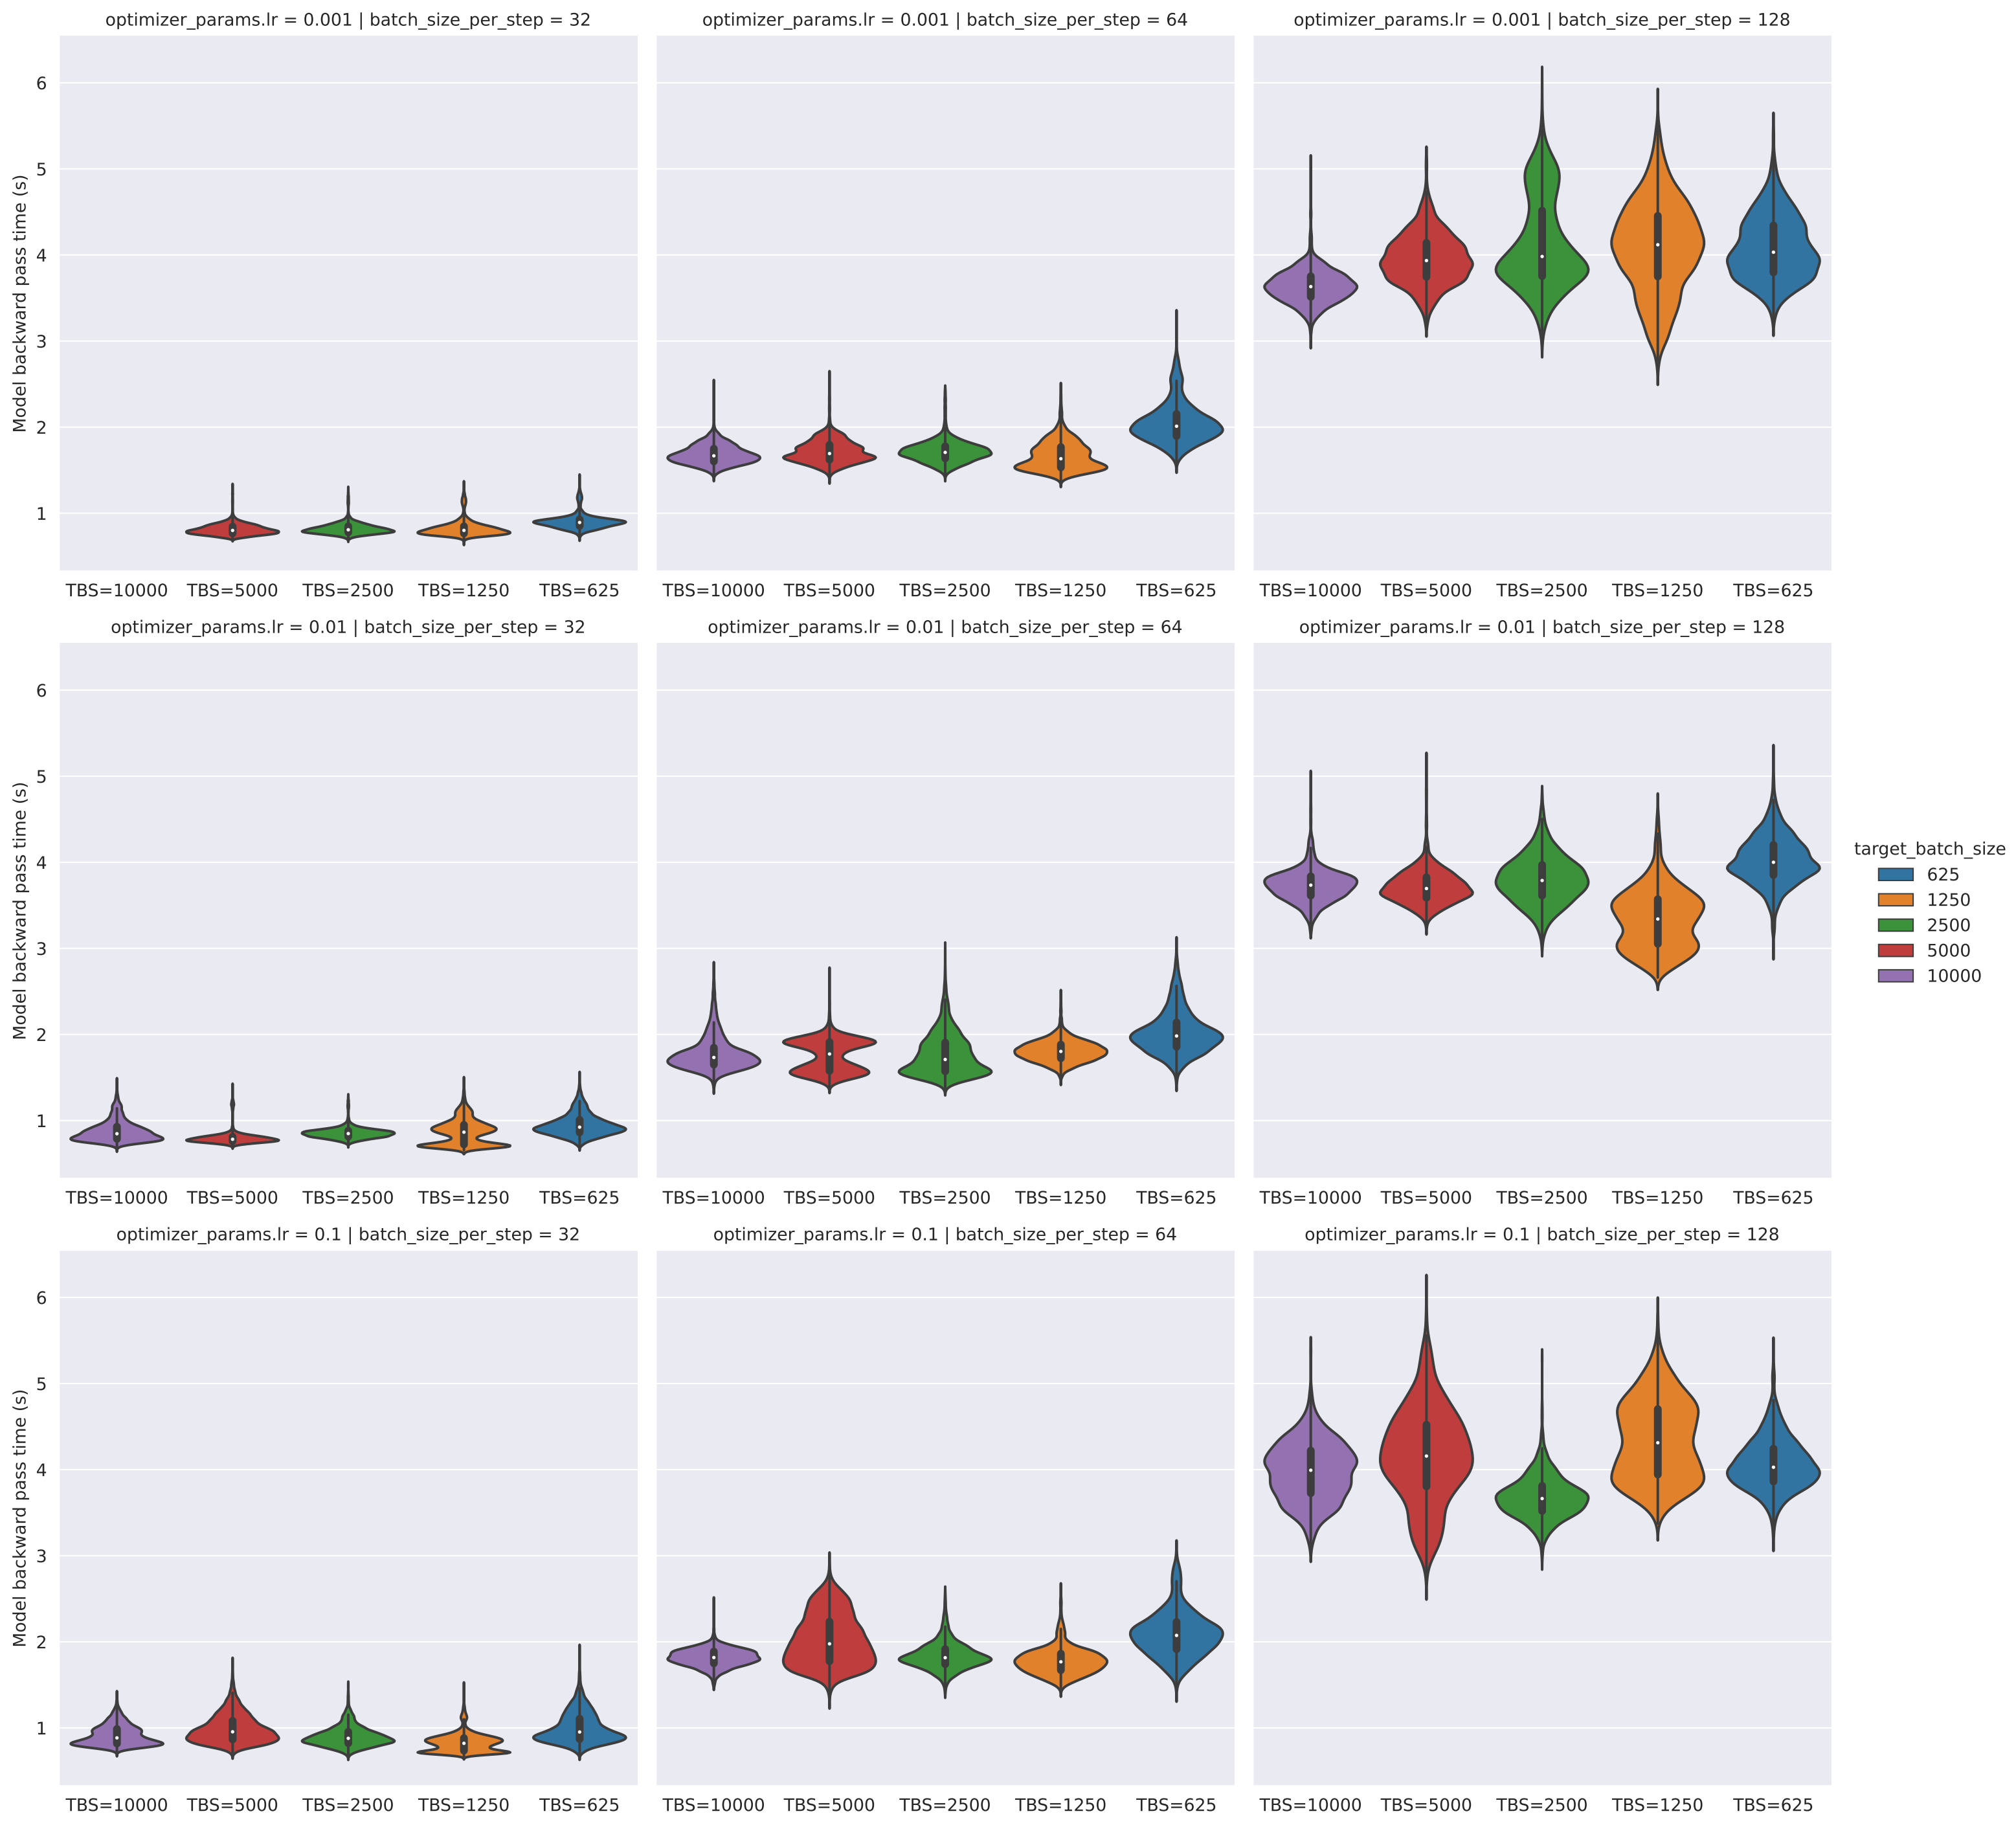 optimizer_params.lr = 0.001 | batch_size_per_step = 32
optimizer_params.lr = 0.001 | batch_size_per_step = 64
optimizer_params.lr = 0.001 | batch_size_per_step = 128
Model backward pass time (s)
6
5
4
3
2
1
TBS=10000 TBS=5000 TBS=2500 TBS=1250 TBS=625
TBS=10000 TBS=5000 TBS=2500 TBS=1250 TBS=625
TBS=10000 TBS=5000 TBS=2500 TBS=1250 TBS=625
optimizer_params.lr = 0.01 | batch_size_per_step = 32
optimizer_params.lr = 0.01 | batch_size_per_step = 64
optimizer_params.lr = 0.01 | batch_size_per_step = 128
Model backward pass time (s)
6
5
4
3
2
1
TBS=10000 TBS=5000 TBS=2500 TBS=1250 TBS=625
TBS=10000 TBS=5000 TBS=2500 TBS=1250 TBS=625
TBS=10000 TBS=5000 TBS=2500 TBS=1250 TBS=625
target_batch_size
625
1250
2500
5000
10000
optimizer_params.lr = 0.1 | batch_size_per_step = 32
optimizer_params.lr = 0.1 | batch_size_per_step = 64
optimizer_params.lr = 0.1 | batch_size_per_step = 128
Model backward pass time (s)
6
5
4
3
2
1
TBS=10000 TBS=5000 TBS=2500 TBS=1250 TBS=625
TBS=10000 TBS=5000 TBS=2500 TBS=1250 TBS=625
TBS=10000 TBS=5000 TBS=2500 TBS=1250 TBS=625